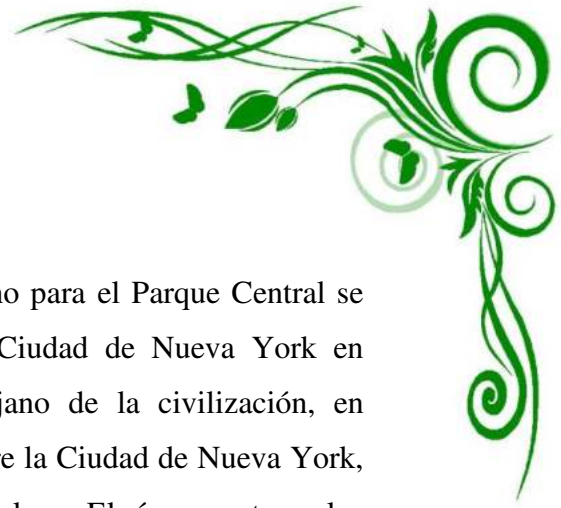 no para el Parque Central se
Ciudad de Nueva York en
jano de la civilización, en
re la Ciudad de Nueva York,